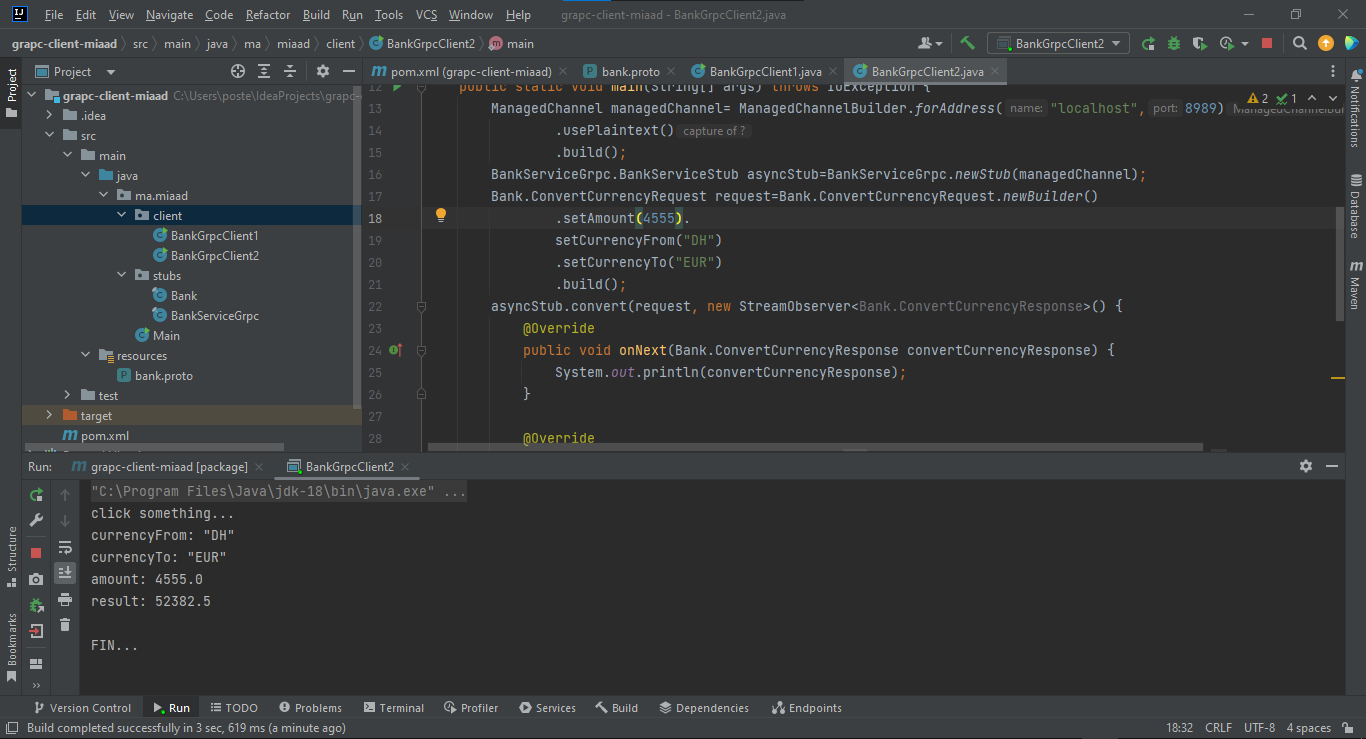 File Edit View Navigate Code Refactor Build Run Tools VCS Window Help grapc-client-miaad - BankGrpcClient2.java
grapc-client-miaad src main java ma miaad client BankGrpcClient2 main BankGrpcClient2
Project
Project
pom.xml (grapc-client-miaad) bank.proto BankGrpcClient1.java BankGrpcClient2.java
grapc-client-miaad C:\Users\poste\IdeaProjects\grapc-
.idea
src
main
java
ma.miaad
client
BankGrpcClient1
BankGrpcClient2
stubs
Bank
BankServiceGrpc
Main
resources
bank.proto
test
target
pom.xml
12 public static void main(String[] args) throws IOException {
2 1
13 ManagedChannel managedChannel= ManagedChannelBuilder.forAddress( name: "localhost", port: 8989) ManagedChannelBui
14 .usePlaintext() capture of ?
15 .build();
16 BankServiceGrpc.BankServiceStub asyncStub=BankServiceGrpc.newStub(managedChannel);
17 Bank.ConvertCurrencyRequest request=Bank.ConvertCurrencyRequest.newBuilder()
18 .setAmount(4555).
19 setCurrencyFrom("DH")
20 .setCurrencyTo("EUR")
21 .build();
22 asyncStub.convert(request, new StreamObserver<Bank.ConvertCurrencyResponse>() {
23 @Override
24 public void onNext(Bank.ConvertCurrencyResponse convertCurrencyResponse) {
25 System.out.println(convertCurrencyResponse);
26 }
27
28 @Override
Notifications
Database
Maven
Run: grapc-client-miaad [package] BankGrpcClient2
"C:\Program Files\Java\jdk-18\bin\java.exe" ...
click something...
currencyFrom: "DH"
currencyTo: "EUR"
amount: 4555.0
result: 52382.5
FIN...
Structure
Bookmarks
Version Control Run TODO Problems Terminal Profiler Services Build Dependencies Endpoints
Build completed successfully in 3 sec, 619 ms (a minute ago) 18:32 CRLF UTF-8 4 spaces